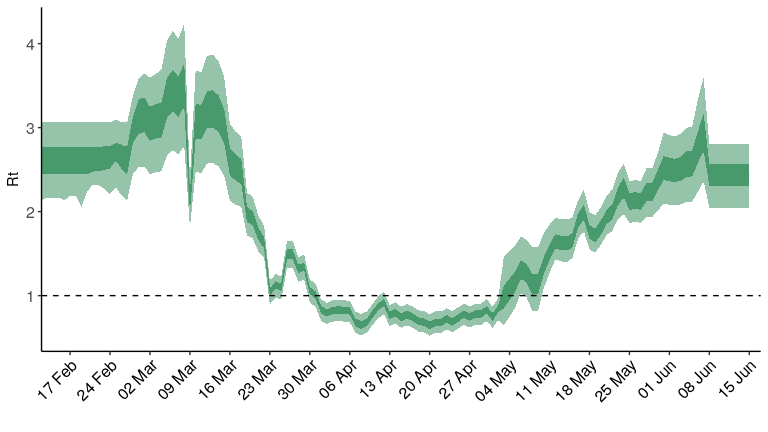 4
3
2
1
Rt
17 Feb
24 Feb
02 Mar
09 Mar
16 Mar
23 Mar
30 Mar
06 Apr
13 Apr
20 Apr
27 Apr
04 May
11 May
18 May
25 May
01 Jun
08 Jun
15 Jun